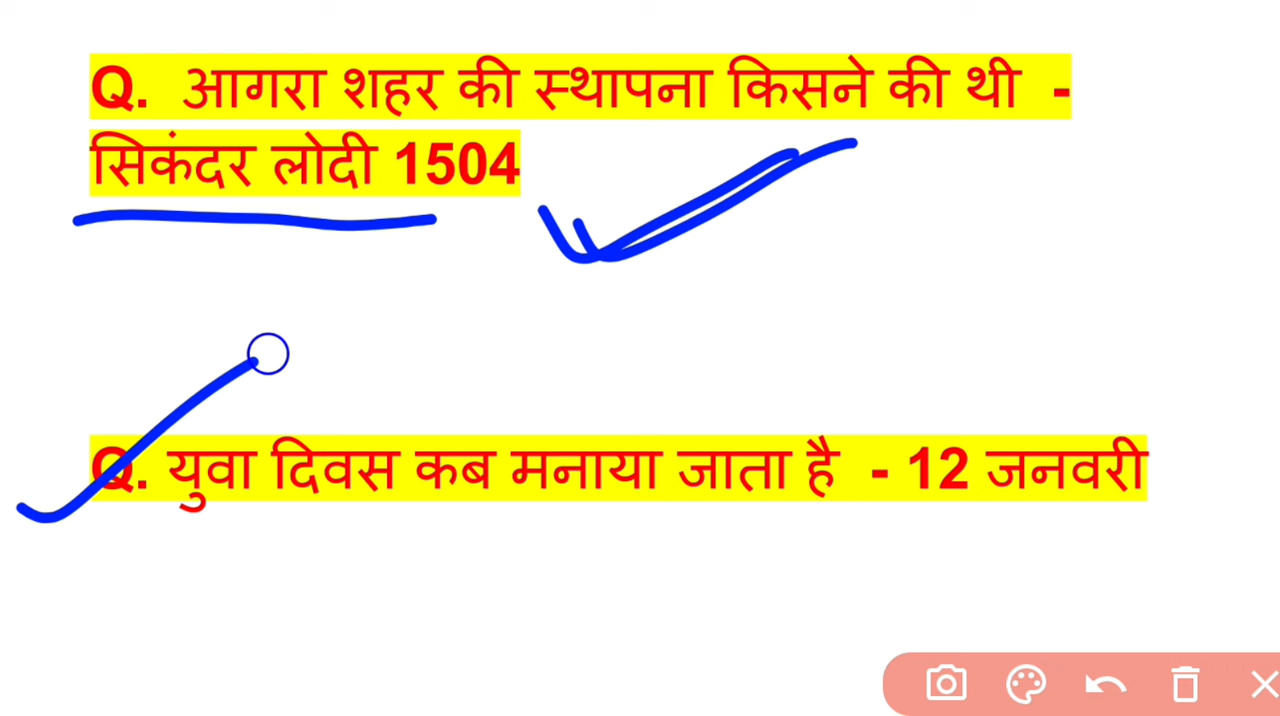 Q. आगरा शहर की स्थापना किसने की थी -
सिकंदर लोदी 1504
Q. युवा दिवस कब मनाया जाता है - 12 जनवरी